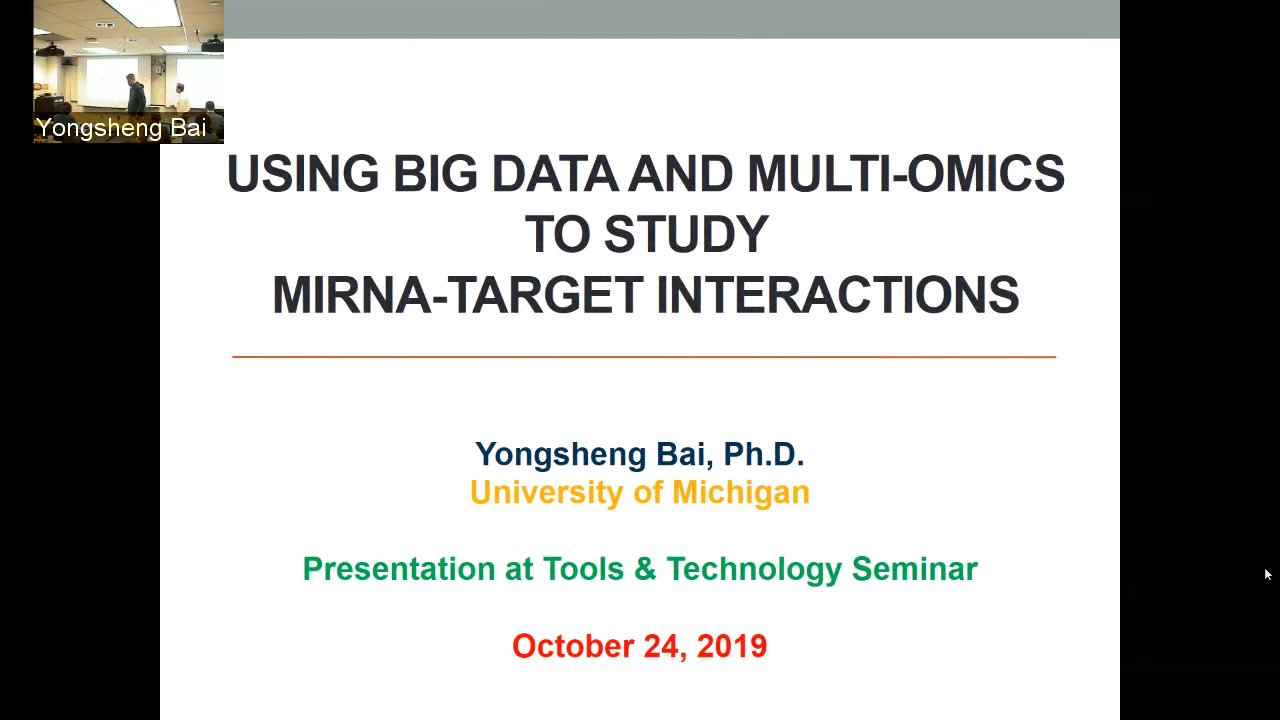 Yongsheng Bai
USING BIG DATA AND MULTI-OMICS
TO STUDY
MIRNA-TARGET INTERACTIONS
Yongsheng Bai, Ph.D.
University of Michigan
Presentation at Tools & Technology Seminar
October 24, 2019